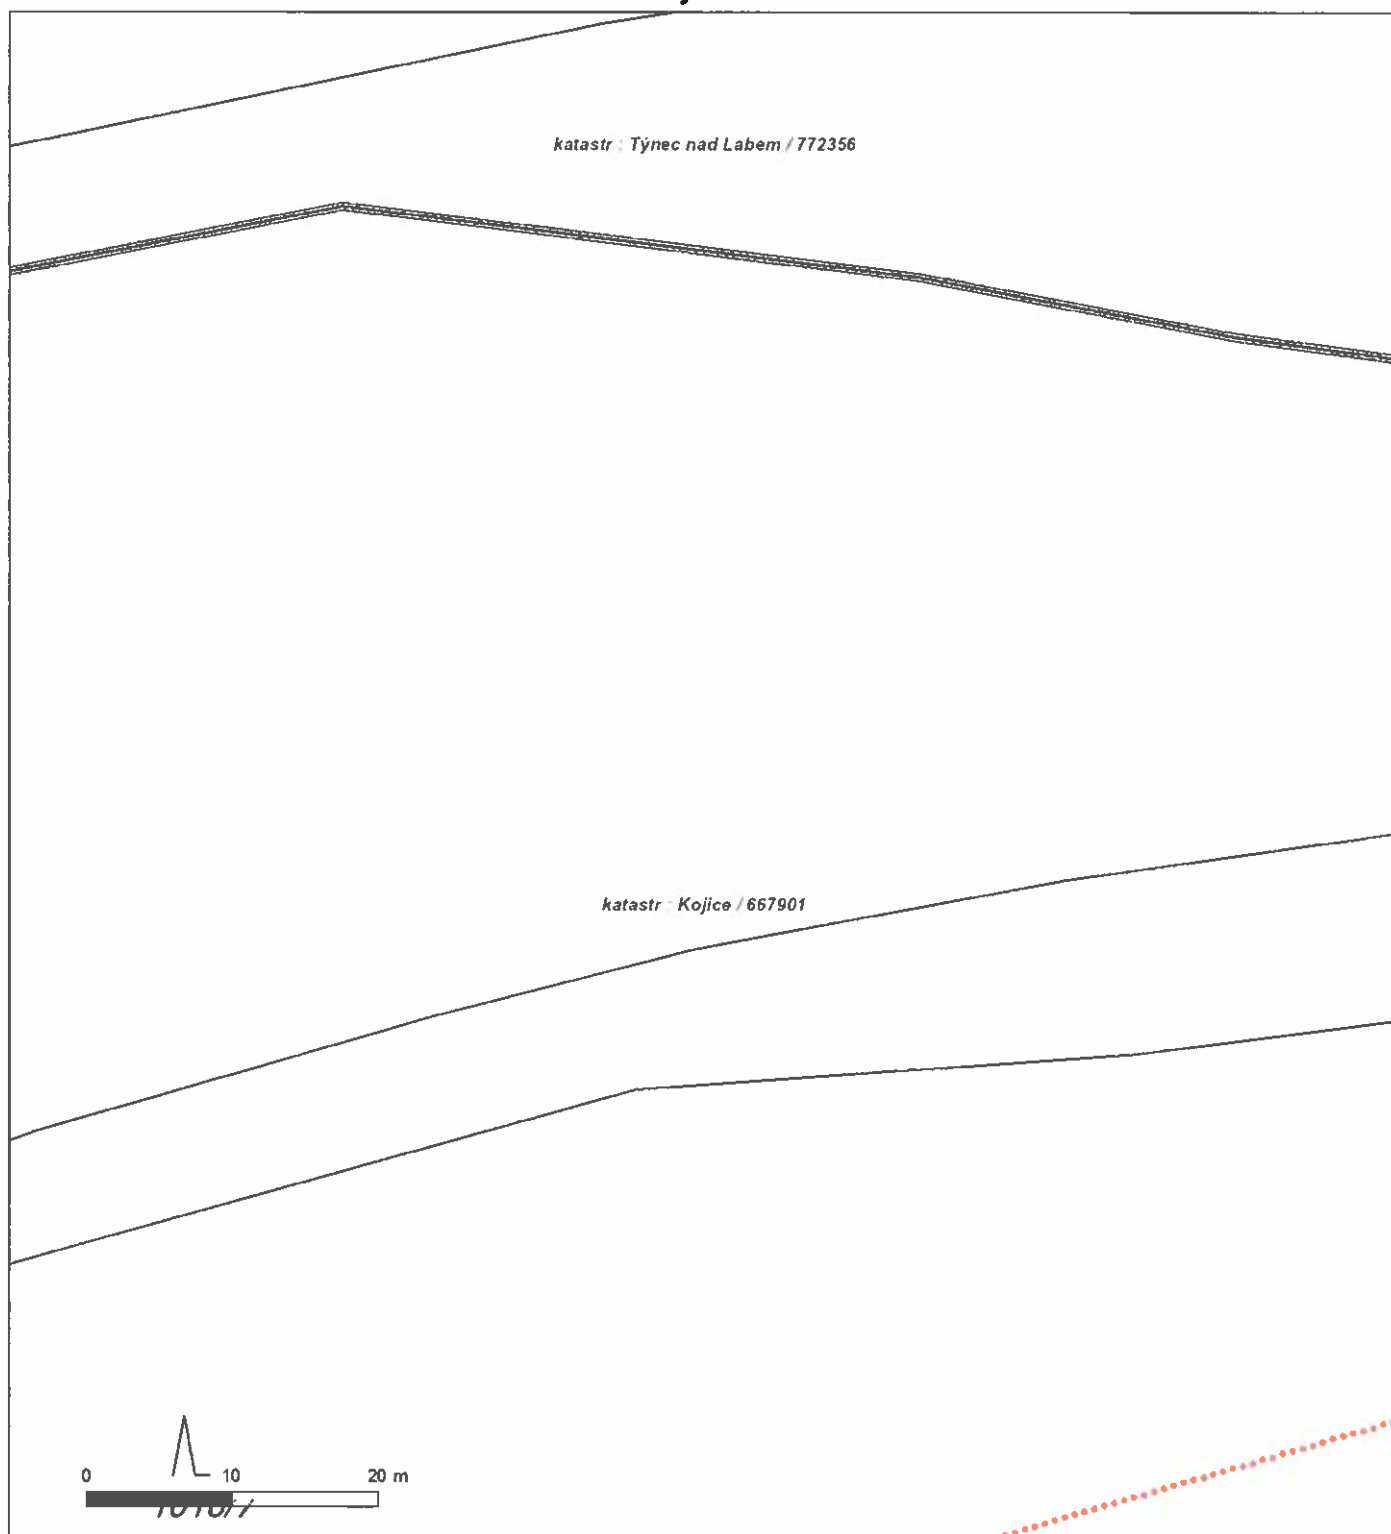 katastr : Týnec nad Labem / 772356
katastr : Kojice / 667901
0 10 20 m